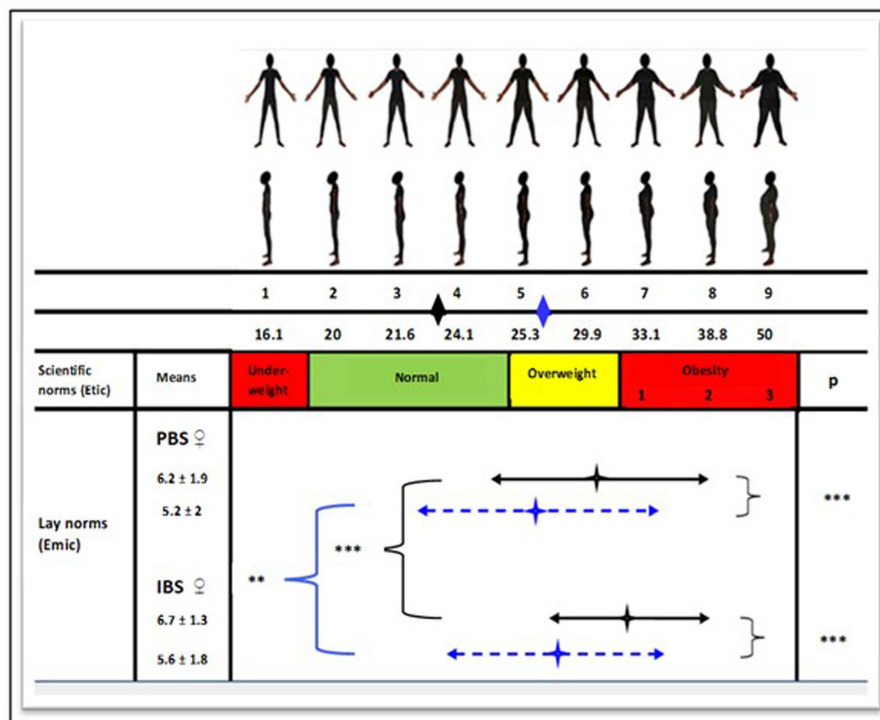 1 2 3 4 5 6 7 8 9
16.1 20 21.6 24.1 25.3 29.9 33.1 38.8 50
Scientific norms (Etic) Means Under-weight Normal Overweight Obesity p
1 2 3
PBS ♀
6.2 ± 1.9
***
5.2 ± 2
Lay norms
(Emic)
***
**
IBS ♀
6.7 ± 1.3
***
5.6 ± 1.8